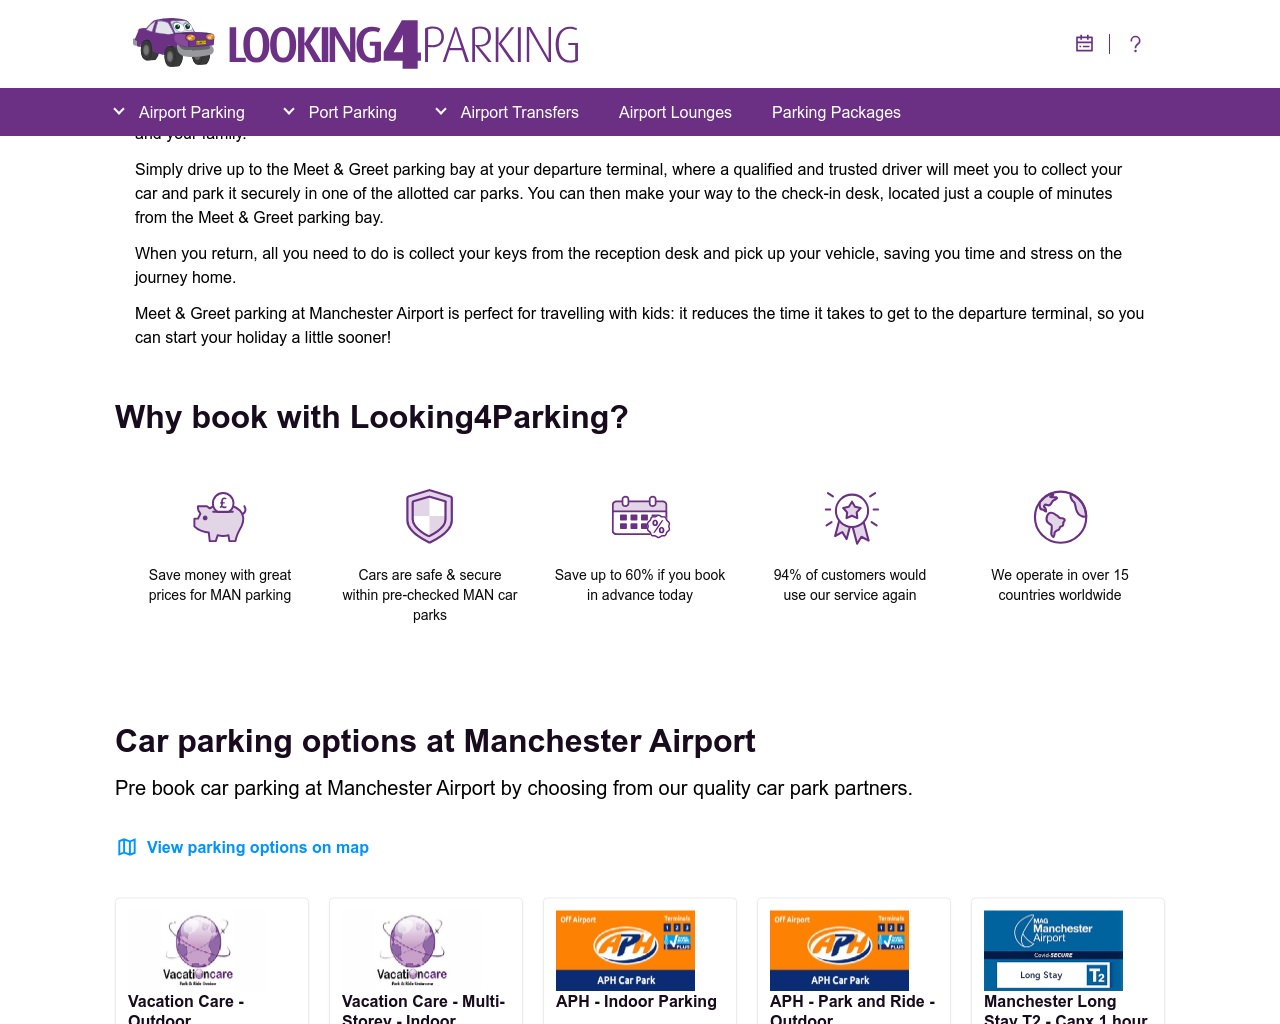 LOOKING4PARKING
Airport Parking
Port Parking
Airport Transfers
Airport Lounges
Parking Packages
and your family.
Simply drive up to the Meet & Greet parking bay at your departure terminal, where a qualified and trusted driver will meet you to collect your
car and park it securely in one of the allotted car parks. You can then make your way to the check-in desk, located just a couple of minutes
from the Meet & Greet parking bay.
When you return, all you need to do is collect your keys from the reception desk and pick up your vehicle, saving you time and stress on the
journey home.
Meet & Greet parking at Manchester Airport is perfect for travelling with kids: it reduces the time it takes to get to the departure terminal, so you
can start your holiday a little sooner!
Why book with Looking4Parking?
£
%
Save money with great
prices for MAN parking
Cars are safe & secure
within pre-checked MAN car
parks
Save up to 60% if you book
in advance today
94% of customers would
use our service again
We operate in over 15
countries worldwide
Car parking options at Manchester Airport
Pre book car parking at Manchester Airport by choosing from our quality car park partners.
View parking options on map
Vacationcare
Vacation Care -
Outdoor
Vacationcare
Vacation Care - Multi-
Storey - Indoor
Off Airport
Terminals
1 2 3
APH
PLUS
APH Car Park
APH - Indoor Parking
Off Airport
Terminals
1 2 3
APH
PLUS
APH Car Park
APH - Park and Ride -
Outdoor
MAG
Manchester
Airport
Covid-SECURE
Long Stay
T2
Manchester Long
Stay T2 - Canx 1 hour